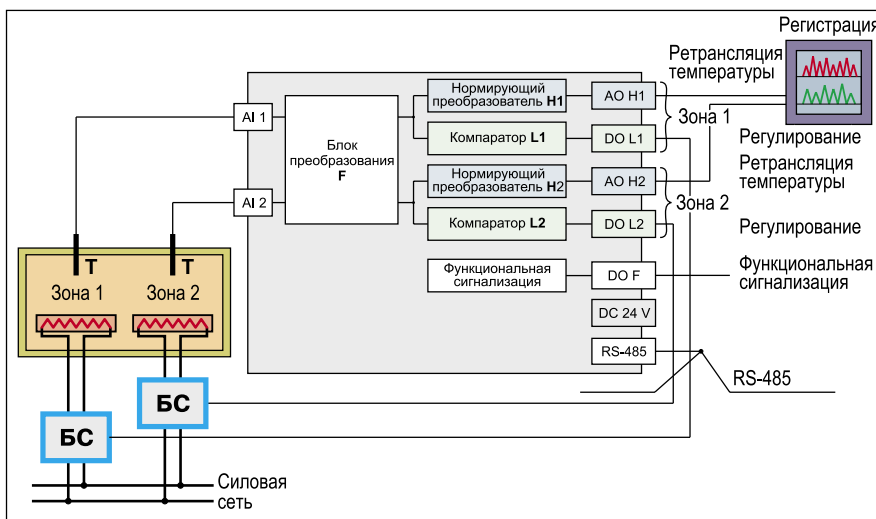 Регистрация
Ретрансляция
температуры
Нормирующий
преобразователь H1
AO H1
Зона 1
AI 1
Компаратор L1
DO L1
Регулирование
Блок
преобразования
F
Нормирующий
преобразователь H2
AO H2
Ретрансляция
температуры
AI 2
Зона 2
Компаратор L2
DO L2
Регулирование
Функциональная
сигнализация
DO F
Функциональная
сигнализация
T
T
Зона 1
Зона 2
DC 24 V
RS-485
RS-485
БС
БС
Силовая
сеть